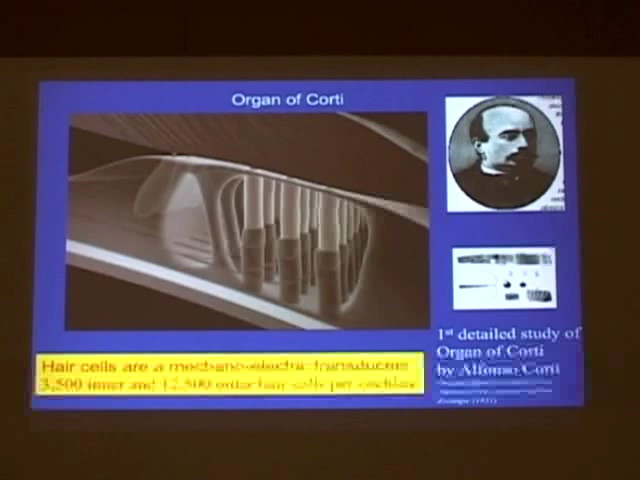 Organ of Corti
1st detailed study of
Organ of Corti
by Alfonso Corti
Hair cells are a mechano-electric transducers
3,500 inner and 12,500 outer hair cells per cochlea